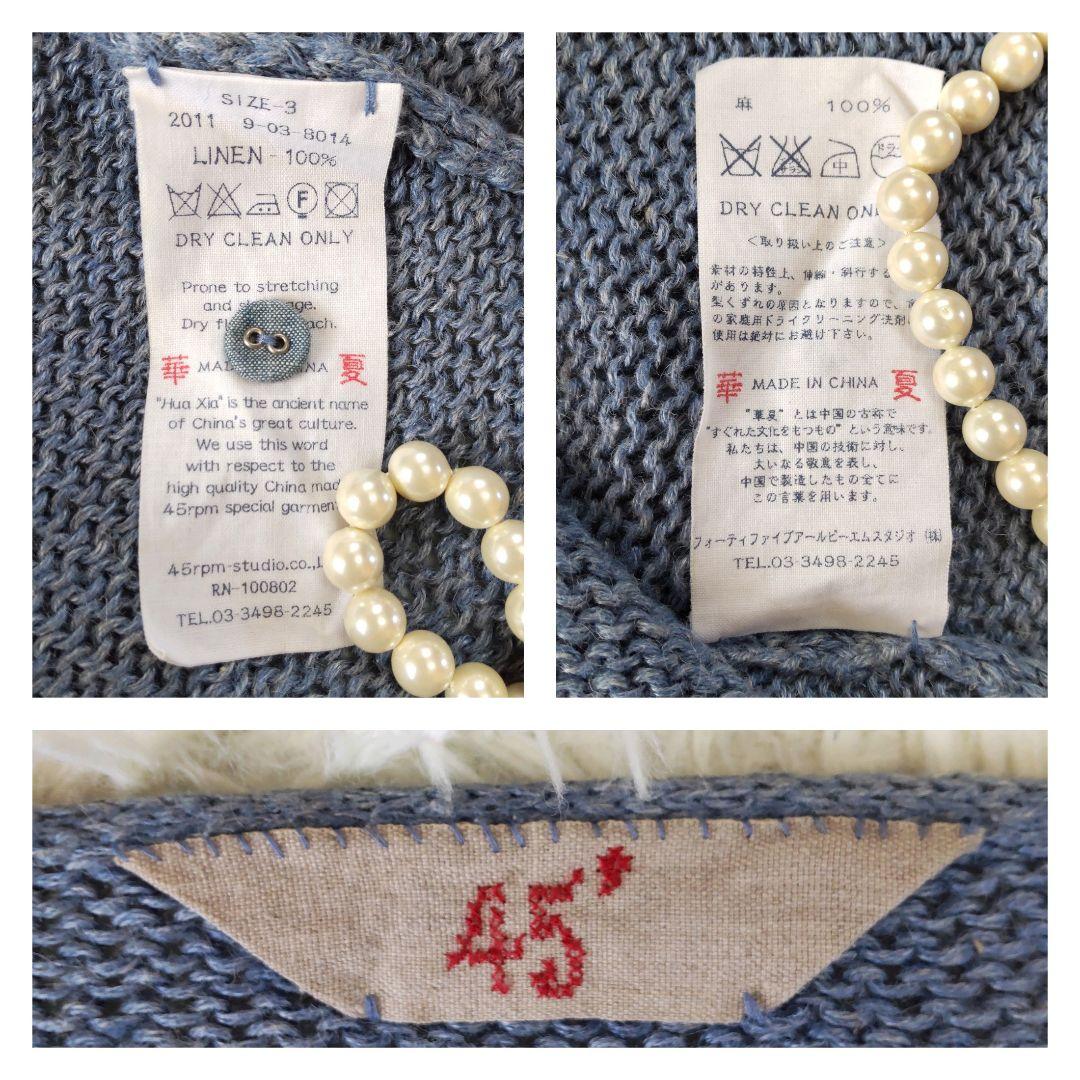 SIZE-3
2011 9-03-8014
LINEN - 100%
F
DRY CLEAN ONLY
Prone to stretching
and
Dry
華 夏
"Hua Xia" is the ancient name
of China's great culture.
We use this word
with respect to the
high quality China made
45rpm special garment
45rpm-studio.co.,
RN-100802
TEL.03-3498-2245
麻 100%
中
DRY CLEAN
<取り扱い上のご注意>
素材の特性上、伸縮・斜行する
があります。
型くずれの原因となりますので、
の家庭用ドライクリーニング洗剤
使用は絶対にお避け下さい。
華 MADE IN CHINA 夏
"華夏"とは中国の古称で
"すぐれた文化をもつもの"という意味です。
私たちは、中国の技術に対し、
大いなる敬意を表し、
中国で製造したもの全てに
この言葉を用います。
フォーティファイブアールピーエムスタジオ(株)
TEL.03-3498-2245
45